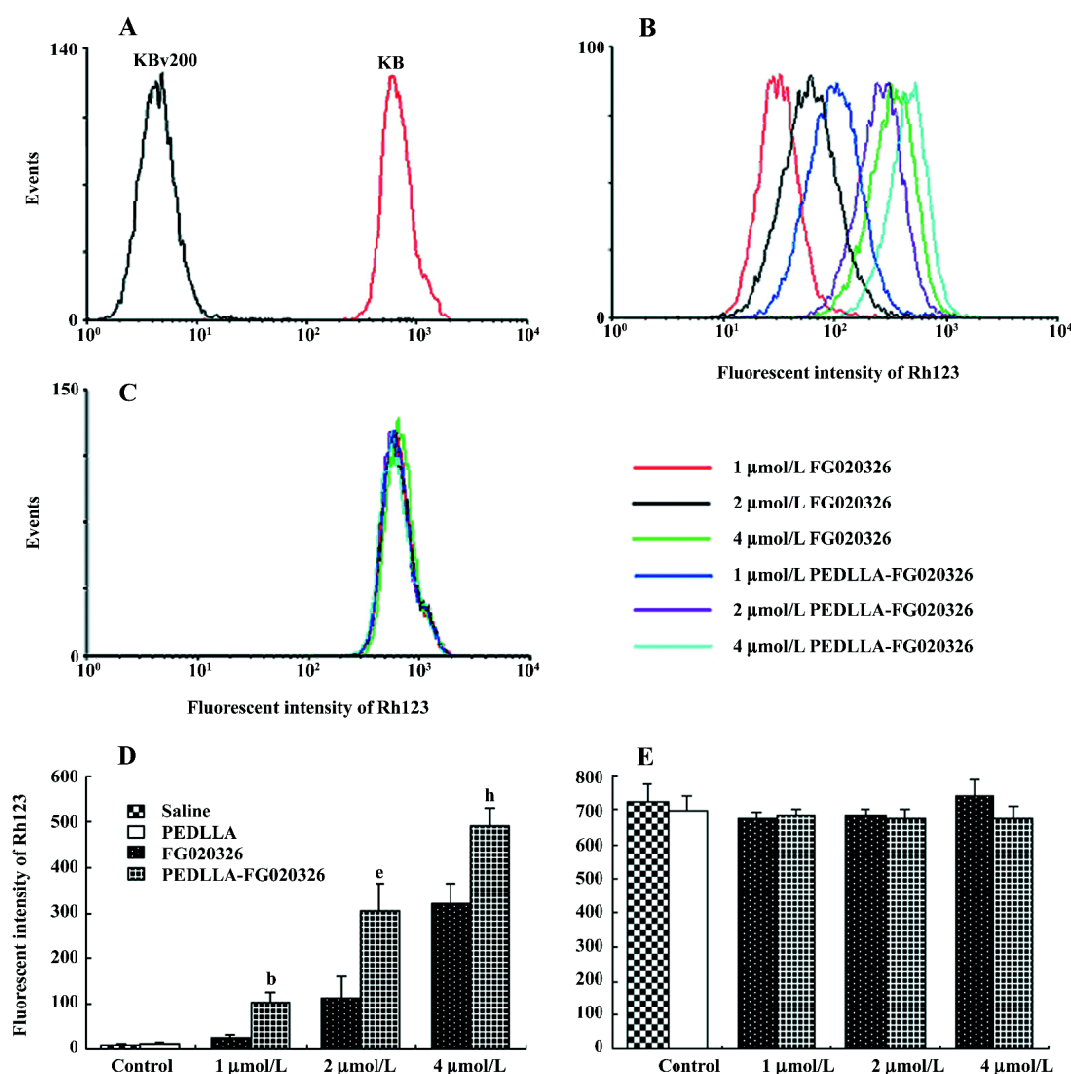 A
B
140
KBv200
KB
100
Events
0
10⁰
10¹
10²
10³
10⁴
0
10⁰
10¹
10²
10³
10⁴
Fluorescent intensity of Rh123
150
C
Events
0
10⁰
10¹
10²
10³
10⁴
Fluorescent intensity of Rh123
1 µmol/L FG020326
2 µmol/L FG020326
4 µmol/L FG020326
1 µmol/L PEDLLA-FG020326
2 µmol/L PEDLLA-FG020326
4 µmol/L PEDLLA-FG020326
D
Fluorescent intensity of Rh123
600
500
400
300
200
100
0
Saline
PEDLLA
FG020326
PEDLLA-FG020326
b
e
h
Control
1 µmol/L
2 µmol/L
4 µmol/L
E
800
700
600
500
400
300
200
100
0
Control
1 µmol/L
2 µmol/L
4 µmol/L